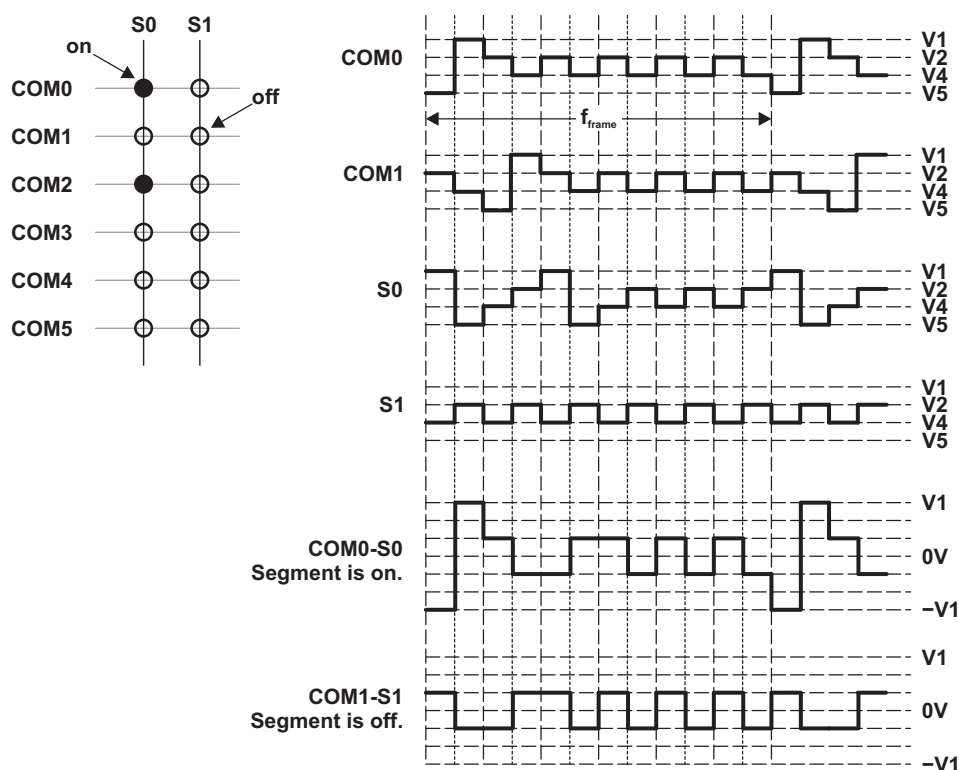 S0 S1
on
off
COM0
COM1
COM2
COM3
COM4
COM5
COM0
V1
V2
V4
V5
fframe
COM1
V1
V2
V4
V5
S0
V1
V2
V4
V5
S1
V1
V2
V4
V5
COM0-S0
Segment is on.
V1
0V
−V1
COM1-S1
Segment is off.
V1
0V
−V1